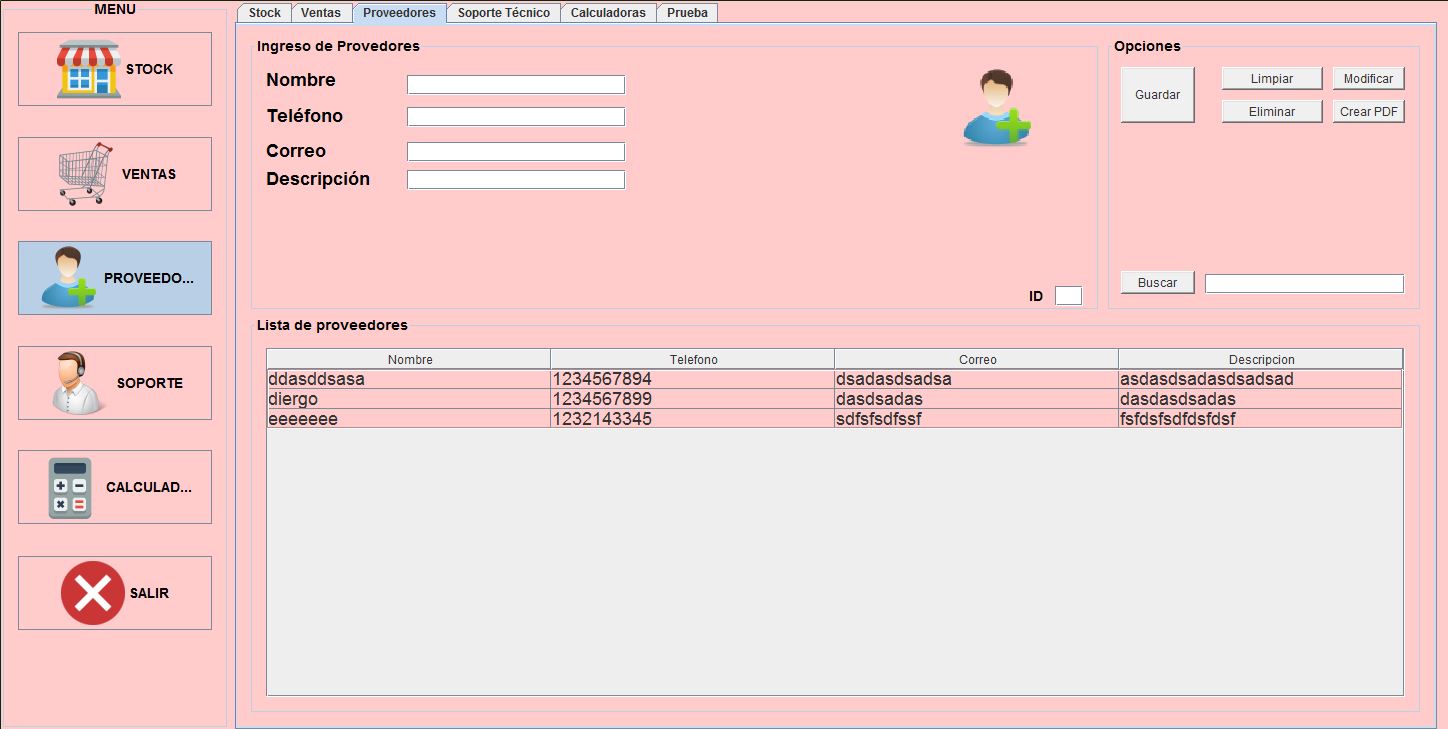 MENU
STOCK
VENTAS
PROVEEDO...
SOPORTE
CALCULAD...
SALIR
Stock Ventas Proveedores Soporte Técnico Calculadoras Prueba
Ingreso de Provedores
Nombre
Teléfono
Correo
Descripción
ID
Opciones
Guardar Limpiar Modificar
Eliminar Crear PDF
Buscar
Lista de proveedores
Nombre Telefono Correo Descripcion
ddasddsasa 1234567894 dsadasdsadsa asdasdsadasdsadsad
diergo 1234567899 dasdsadas dasdasdsadas
eeeeeee 1232143345 sdfsfsdfssf fsfdsfsdfdsfdsf